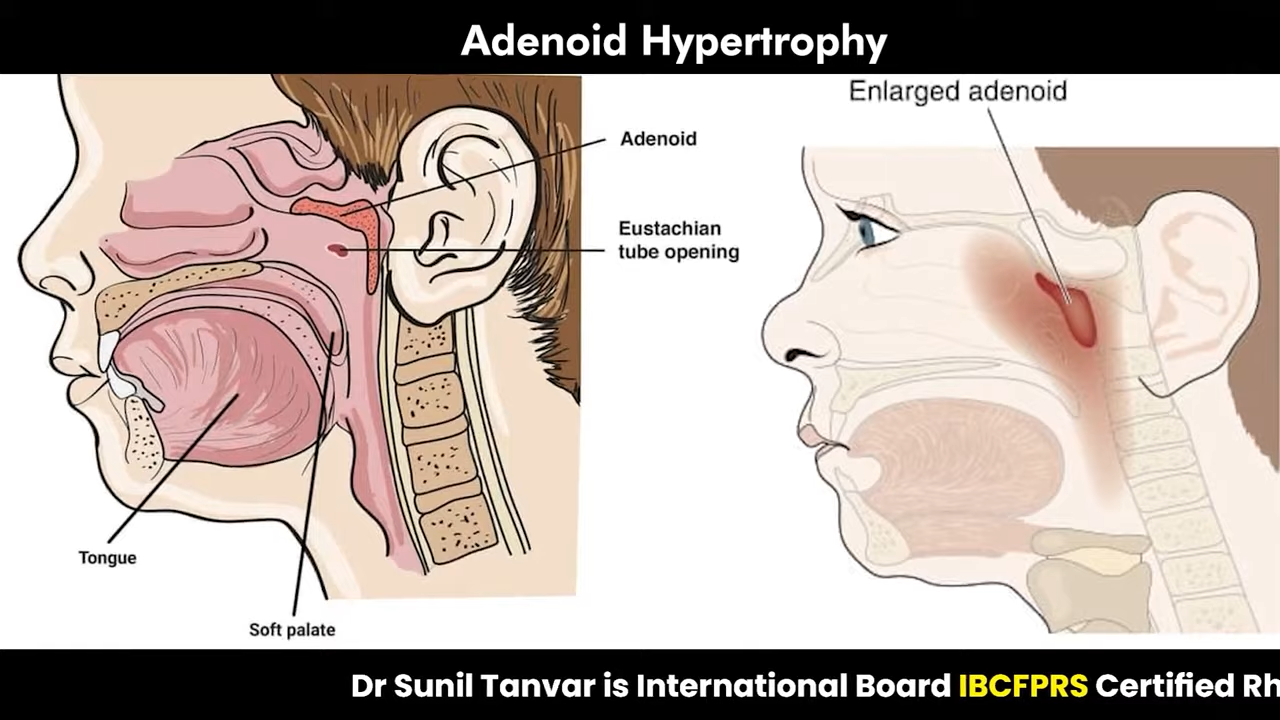 Adenoid Hypertrophy
Enlarged adenoid
Adenoid
Eustachian
tube opening
Tongue
Soft palate
Dr Sunil Tanvar is International Board IBCFPRS Certified Rh